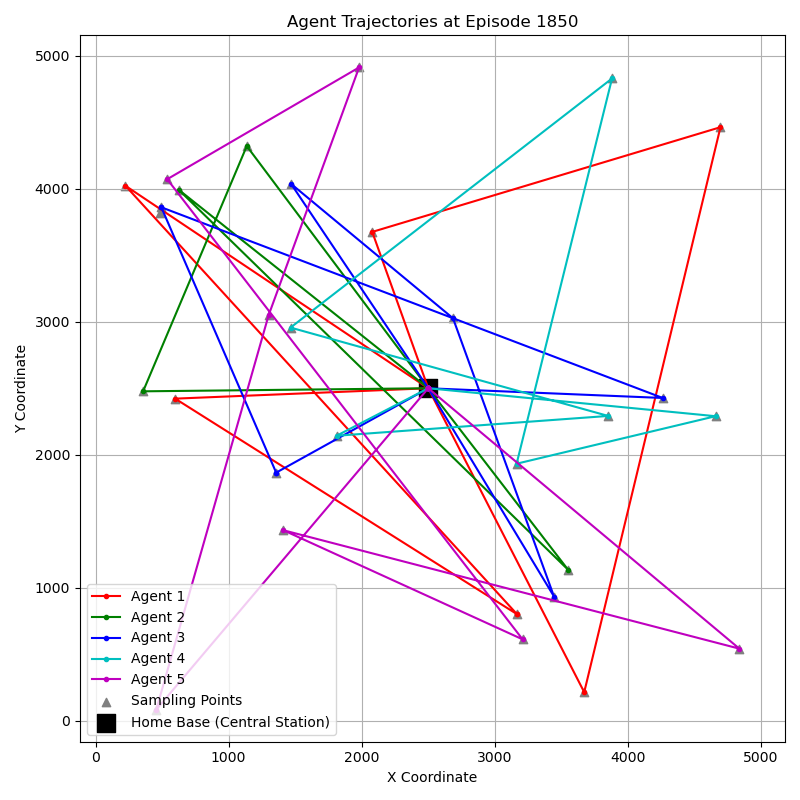 Agent Trajectories at Episode 1850
Y Coordinate
5000
4000
3000
2000
1000
0
Agent 1
Agent 2
Agent 3
Agent 4
Agent 5
Sampling Points
Home Base (Central Station)
0 1000 2000 3000 4000 5000
X Coordinate